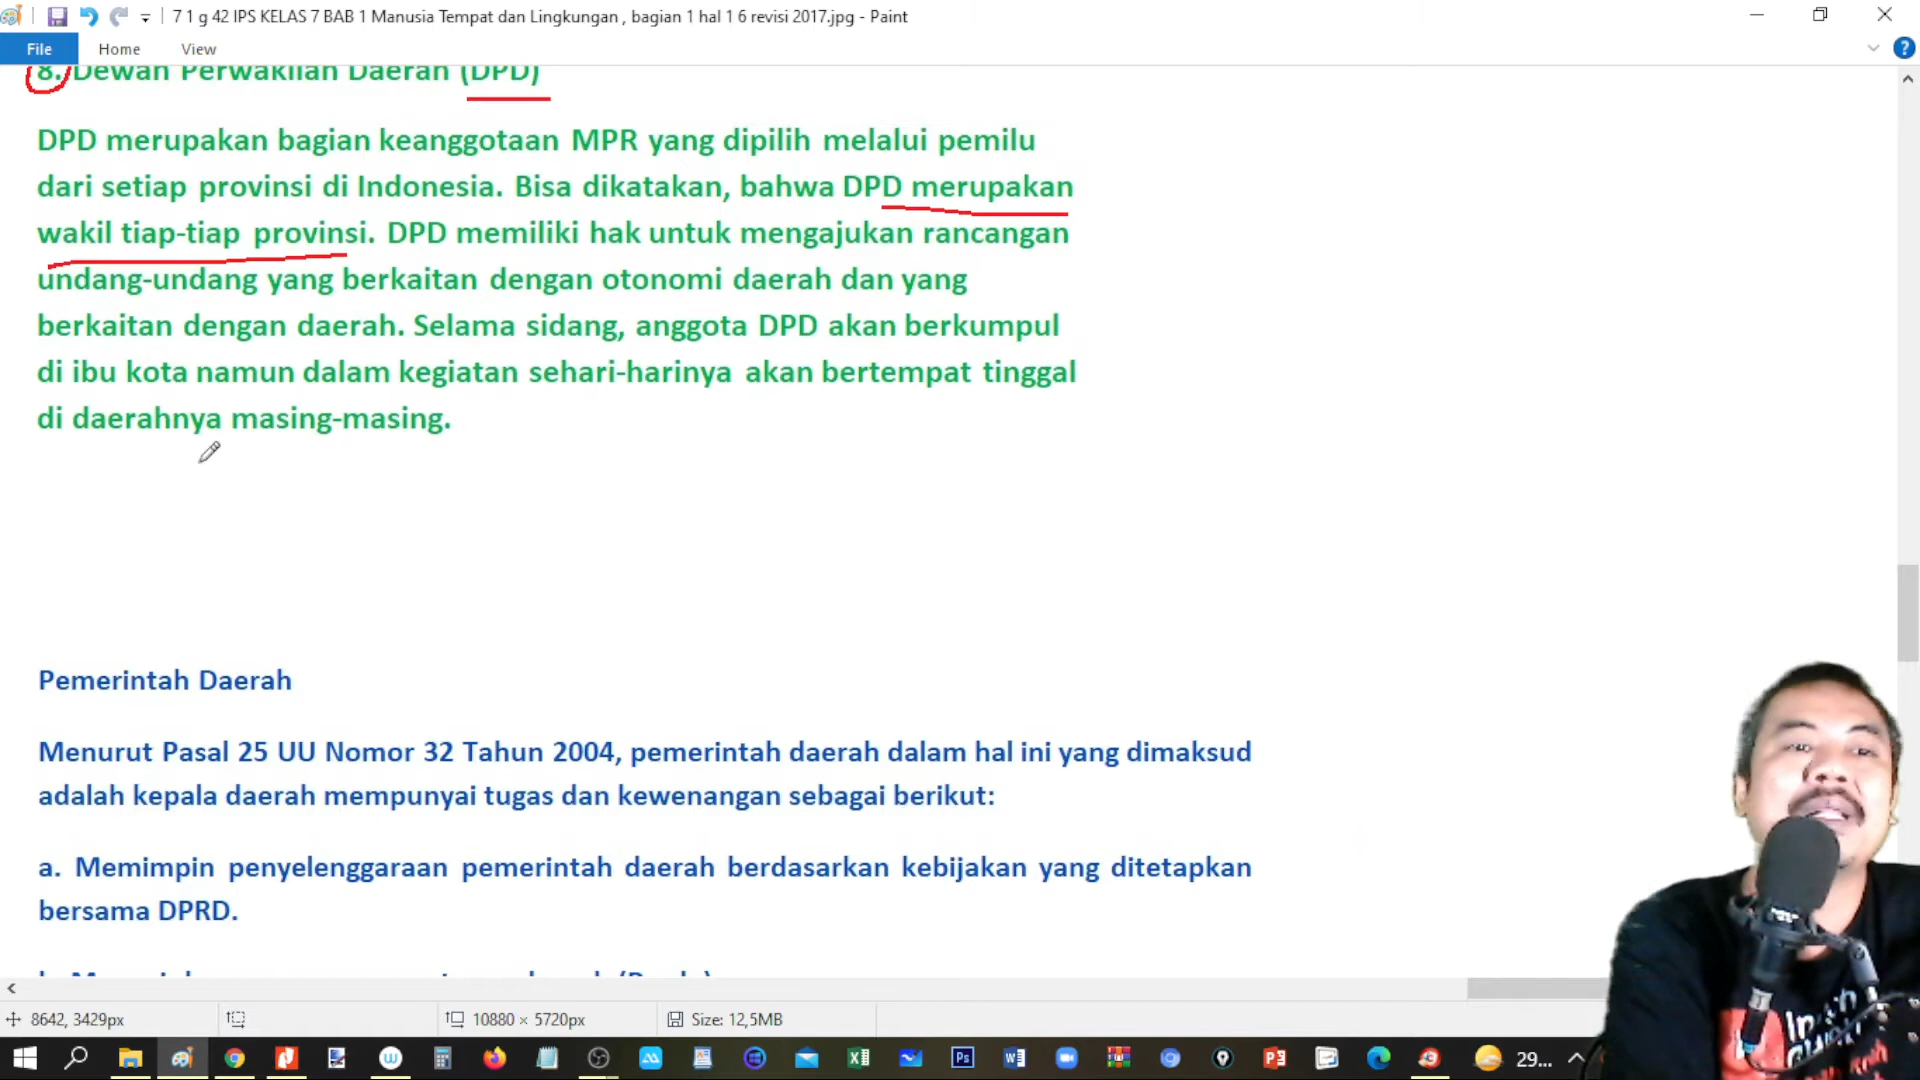 7 1 g 42 IPS KELAS 7 BAB 1 Manusia Tempat dan Lingkungan , bagian 1 hal 1 6 revisi 2017.jpg - Paint
File Home View
8. Dewan Perwakilan Daerah (DPD)
DPD merupakan bagian keanggotaan MPR yang dipilih melalui pemilu
dari setiap provinsi di Indonesia. Bisa dikatakan, bahwa DPD merupakan
wakil tiap-tiap provinsi. DPD memiliki hak untuk mengajukan rancangan
undang-undang yang berkaitan dengan otonomi daerah dan yang
berkaitan dengan daerah. Selama sidang, anggota DPD akan berkumpul
di ibu kota namun dalam kegiatan sehari-harinya akan bertempat tinggal
di daerahnya masing-masing.
Pemerintah Daerah
Menurut Pasal 25 UU Nomor 32 Tahun 2004, pemerintah daerah dalam hal ini yang dimaksud
adalah kepala daerah mempunyai tugas dan kewenangan sebagai berikut:
a. Memimpin penyelenggaraan pemerintah daerah berdasarkan kebijakan yang ditetapkan
bersama DPRD.
8642, 3429px 10880 × 5720px Size: 12,5MB
29...